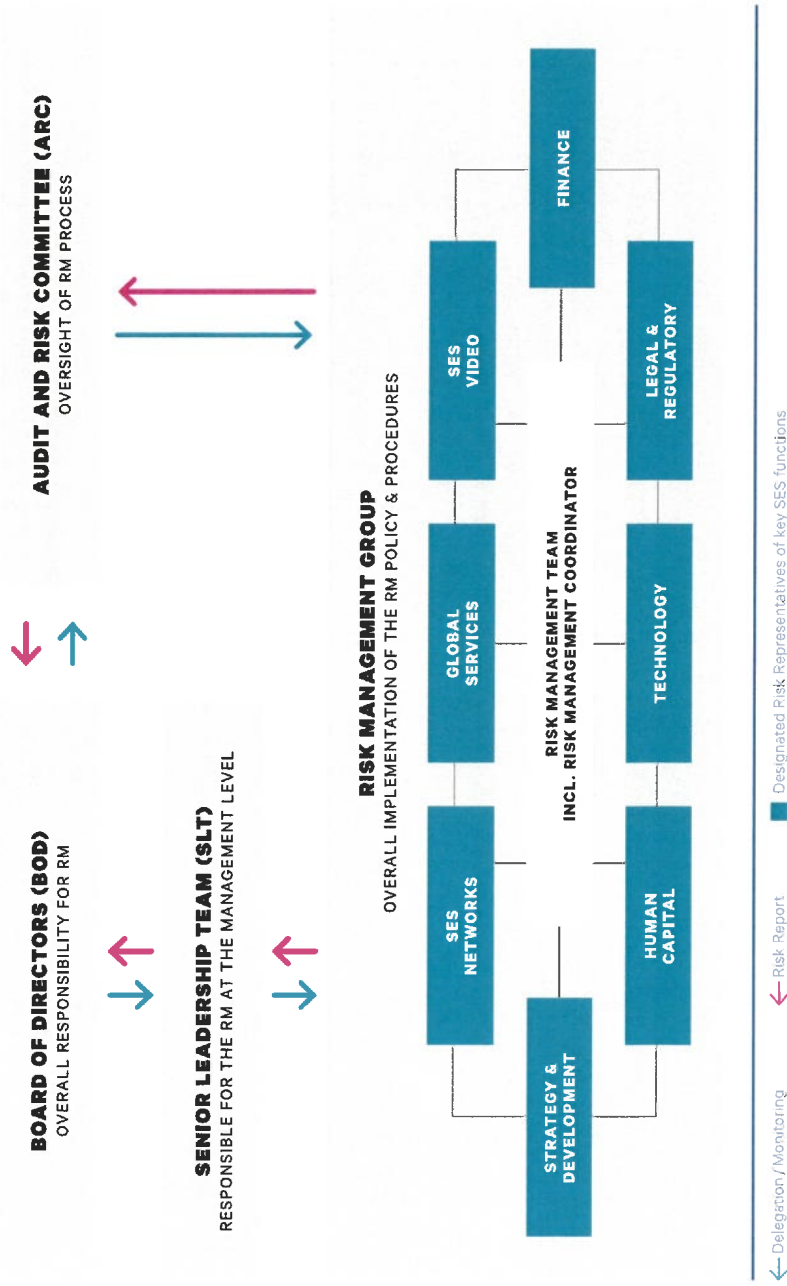 BOARD OF DIRECTORS (BOD)
OVERALL RESPONSIBILITY FOR RM
AUDIT AND RISK COMMITTEE (ARC)
OVERSIGHT OF RM PROCESS
SENIOR LEADERSHIP TEAM (SLT)
RESPONSIBLE FOR THE RM AT THE MANAGEMENT LEVEL
RISK MANAGEMENT GROUP
OVERALL IMPLEMENTATION OF THE RM POLICY & PROCEDURES
SES
NETWORKS
GLOBAL
SERVICES
SES
VIDEO
STRATEGY &
DEVELOPMENT
RISK MANAGEMENT TEAM
INCL. RISK MANAGEMENT COORDINATOR
FINANCE
HUMAN
CAPITAL
TECHNOLOGY
LEGAL &
REGULATORY
Delegation / Monitoring
Risk Report
Designated Risk Representatives of key SES functions